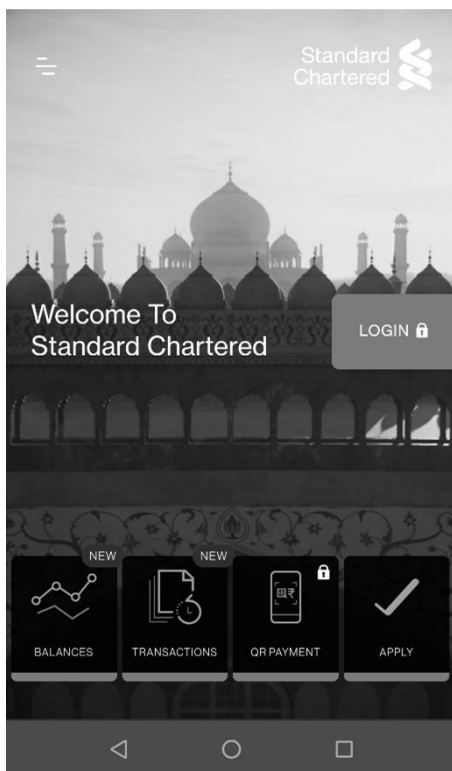 Standard
Chartered
Welcome To
Standard Chartered
LOGIN
NEW
NEW
BALANCES
TRANSACTIONS
QR PAYMENT
APPLY